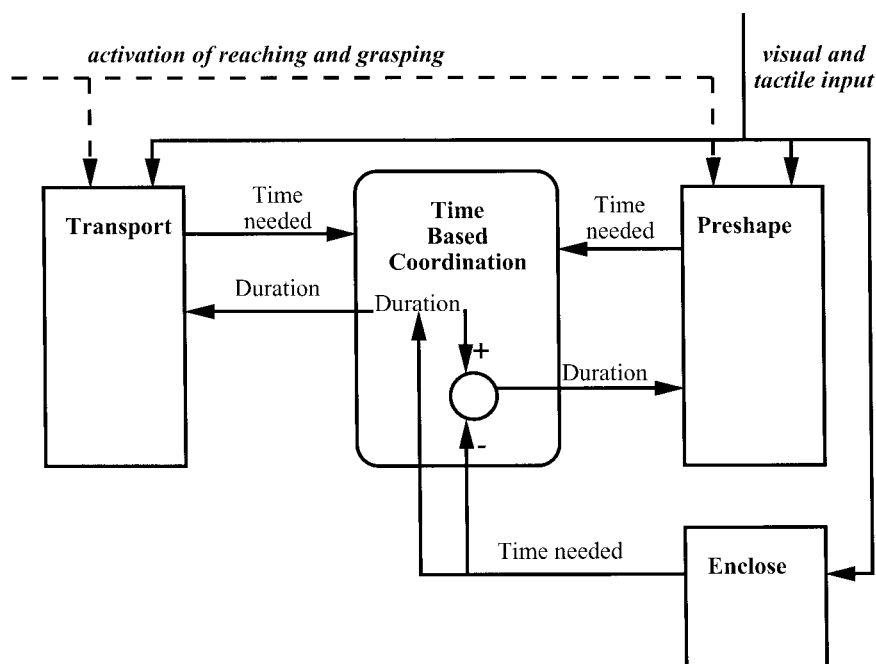 activation of reaching and grasping
visual and
tactile input
Transport
Time
needed
Time
Based
Coordination
Time
needed
Preshape
Duration
Duration
+
Duration
-
Time needed
Enclose